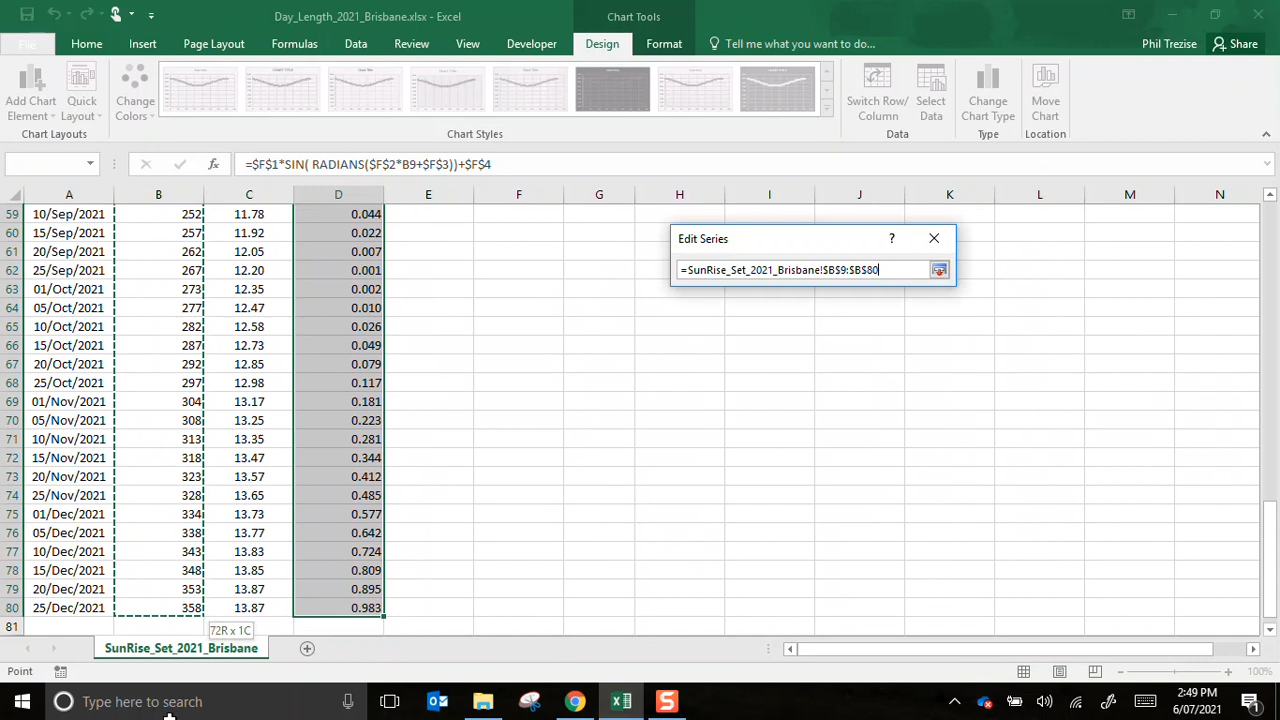 Day_Length_2021_Brisbane.xlsx - Excel
Chart Tools
File Home Insert Page Layout Formulas Data Review View Developer Design Format Tell me what you want to do... Phil Trezise Share
Add Chart Element Quick Layout Change Colors Switch Row/Column Select Data Change Chart Type Move Chart
Chart Layouts Chart Styles Data Type Location
fx =$F$1*SIN( RADIANS($F$2*B9+$F$3))+$F$4
A B C D E F G H I J K L M N
59 10/Sep/2021 252 11.78 0.044
60 15/Sep/2021 257 11.92 0.022
61 20/Sep/2021 262 12.05 0.007
62 25/Sep/2021 267 12.20 0.001
63 01/Oct/2021 273 12.35 0.002
64 05/Oct/2021 277 12.47 0.010
65 10/Oct/2021 282 12.58 0.026
66 15/Oct/2021 287 12.73 0.049
67 20/Oct/2021 292 12.85 0.079
68 25/Oct/2021 297 12.98 0.117
69 01/Nov/2021 304 13.17 0.181
70 05/Nov/2021 308 13.25 0.223
71 10/Nov/2021 313 13.35 0.281
72 15/Nov/2021 318 13.47 0.344
73 20/Nov/2021 323 13.57 0.412
74 25/Nov/2021 328 13.65 0.485
75 01/Dec/2021 334 13.73 0.577
76 05/Dec/2021 338 13.77 0.642
77 10/Dec/2021 343 13.83 0.724
78 15/Dec/2021 348 13.85 0.809
79 20/Dec/2021 353 13.87 0.895
80 25/Dec/2021 358 13.87 0.983
81
72R x 1C
Edit Series ?
=SunRise_Set_2021_Brisbane!$B$9:$B$80
SunRise_Set_2021_Brisbane
Point 100%
Type here to search
2:49 PM
6/07/2021
1